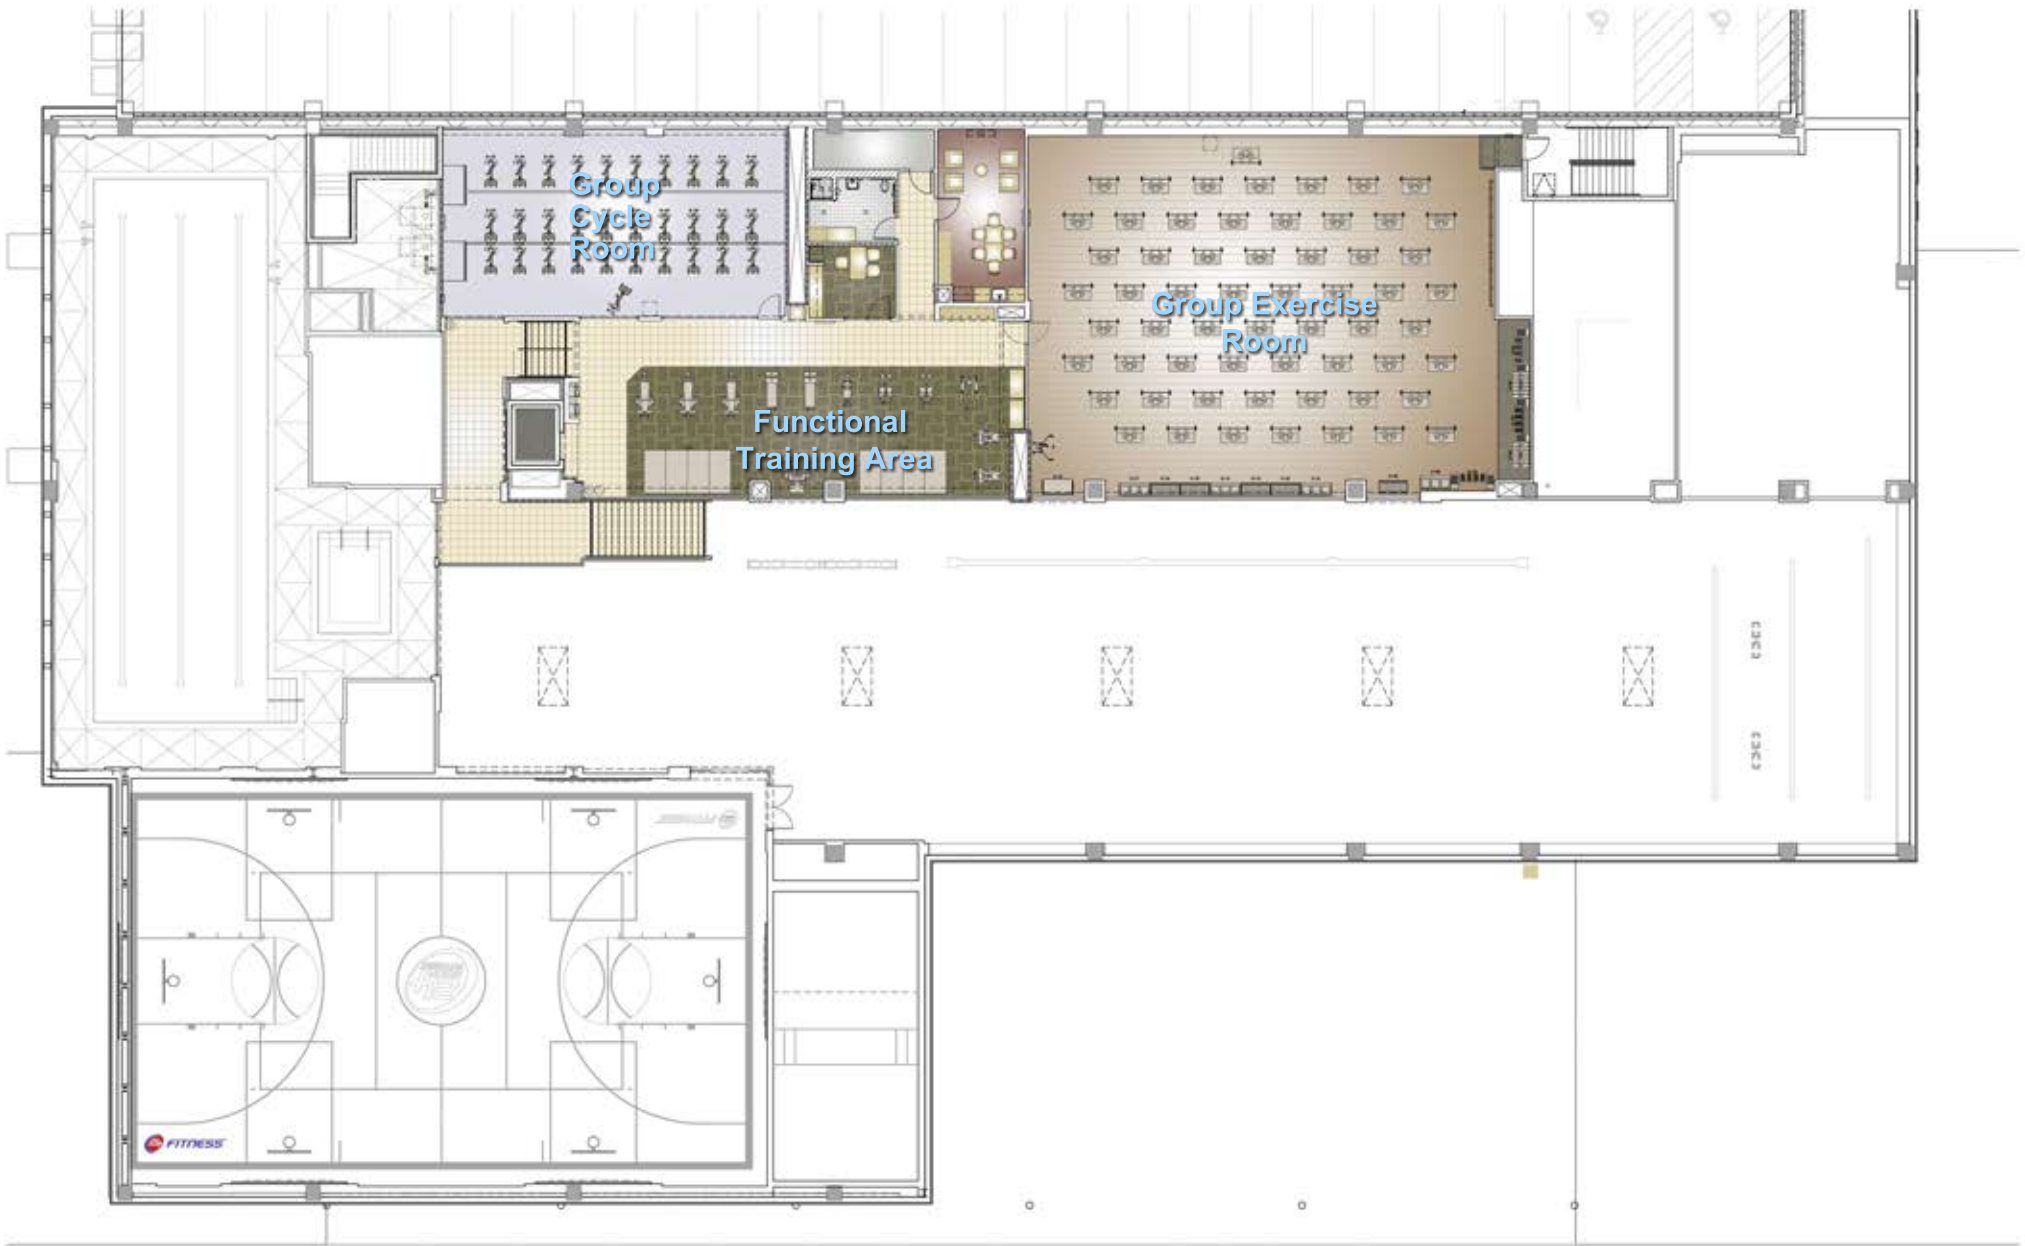 Group
Cycle
Room
Group Exercise
Room
Functional
Training Area
FITNESS